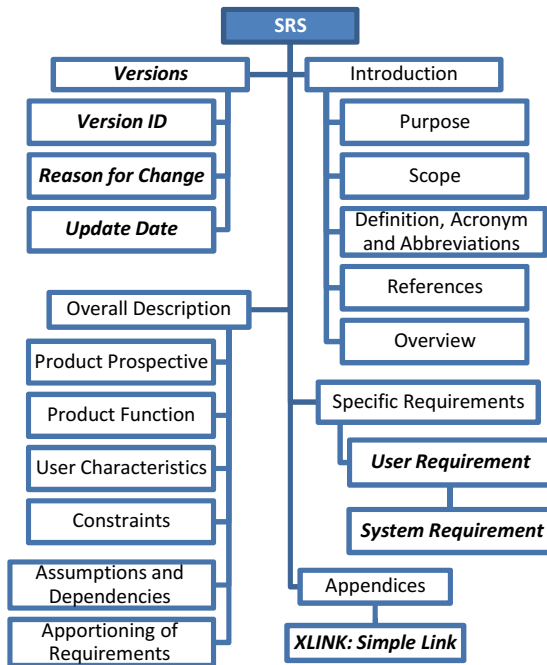 SRS
Versions
Version ID
Reason for Change
Update Date
Introduction
Purpose
Scope
Definition, Acronym
and Abbreviations
References
Overview
Overall Description
Product Prospective
Product Function
User Characteristics
Constraints
Assumptions and
Dependencies
Apportioning of
Requirements
Specific Requirements
User Requirement
System Requirement
Appendices
XLINK: Simple Link